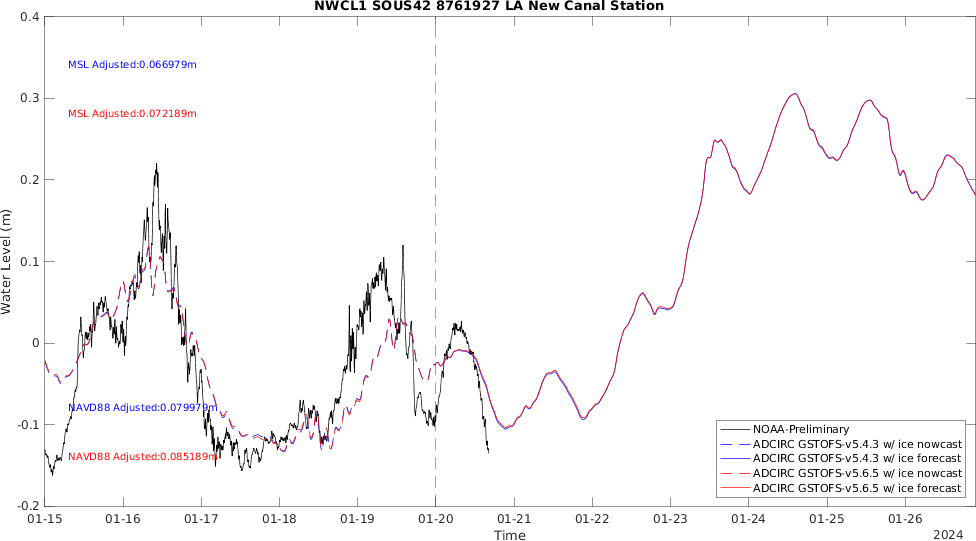 NWCL1 SOUS42 8761927 LA New Canal Station
0.4
0.3
0.2
0.1
0
-0.1
-0.2
Water Level (m)
MSL Adjusted:0.066979m
MSL Adjusted:0.072189m
NAVD88 Adjusted:0.079979m
NAVD88 Adjusted:0.085189m
NOAA-Preliminary
ADCIRC GSTOFS-v5.4.3 w/ ice nowcast
ADCIRC GSTOFS-v5.4.3 w/ ice forecast
ADCIRC GSTOFS-v5.6.5 w/ ice nowcast
ADCIRC GSTOFS-v5.6.5 w/ ice forecast
01-15 01-16 01-17 01-18 01-19 01-20 01-21 01-22 01-23 01-24 01-25 01-26
Time
2024